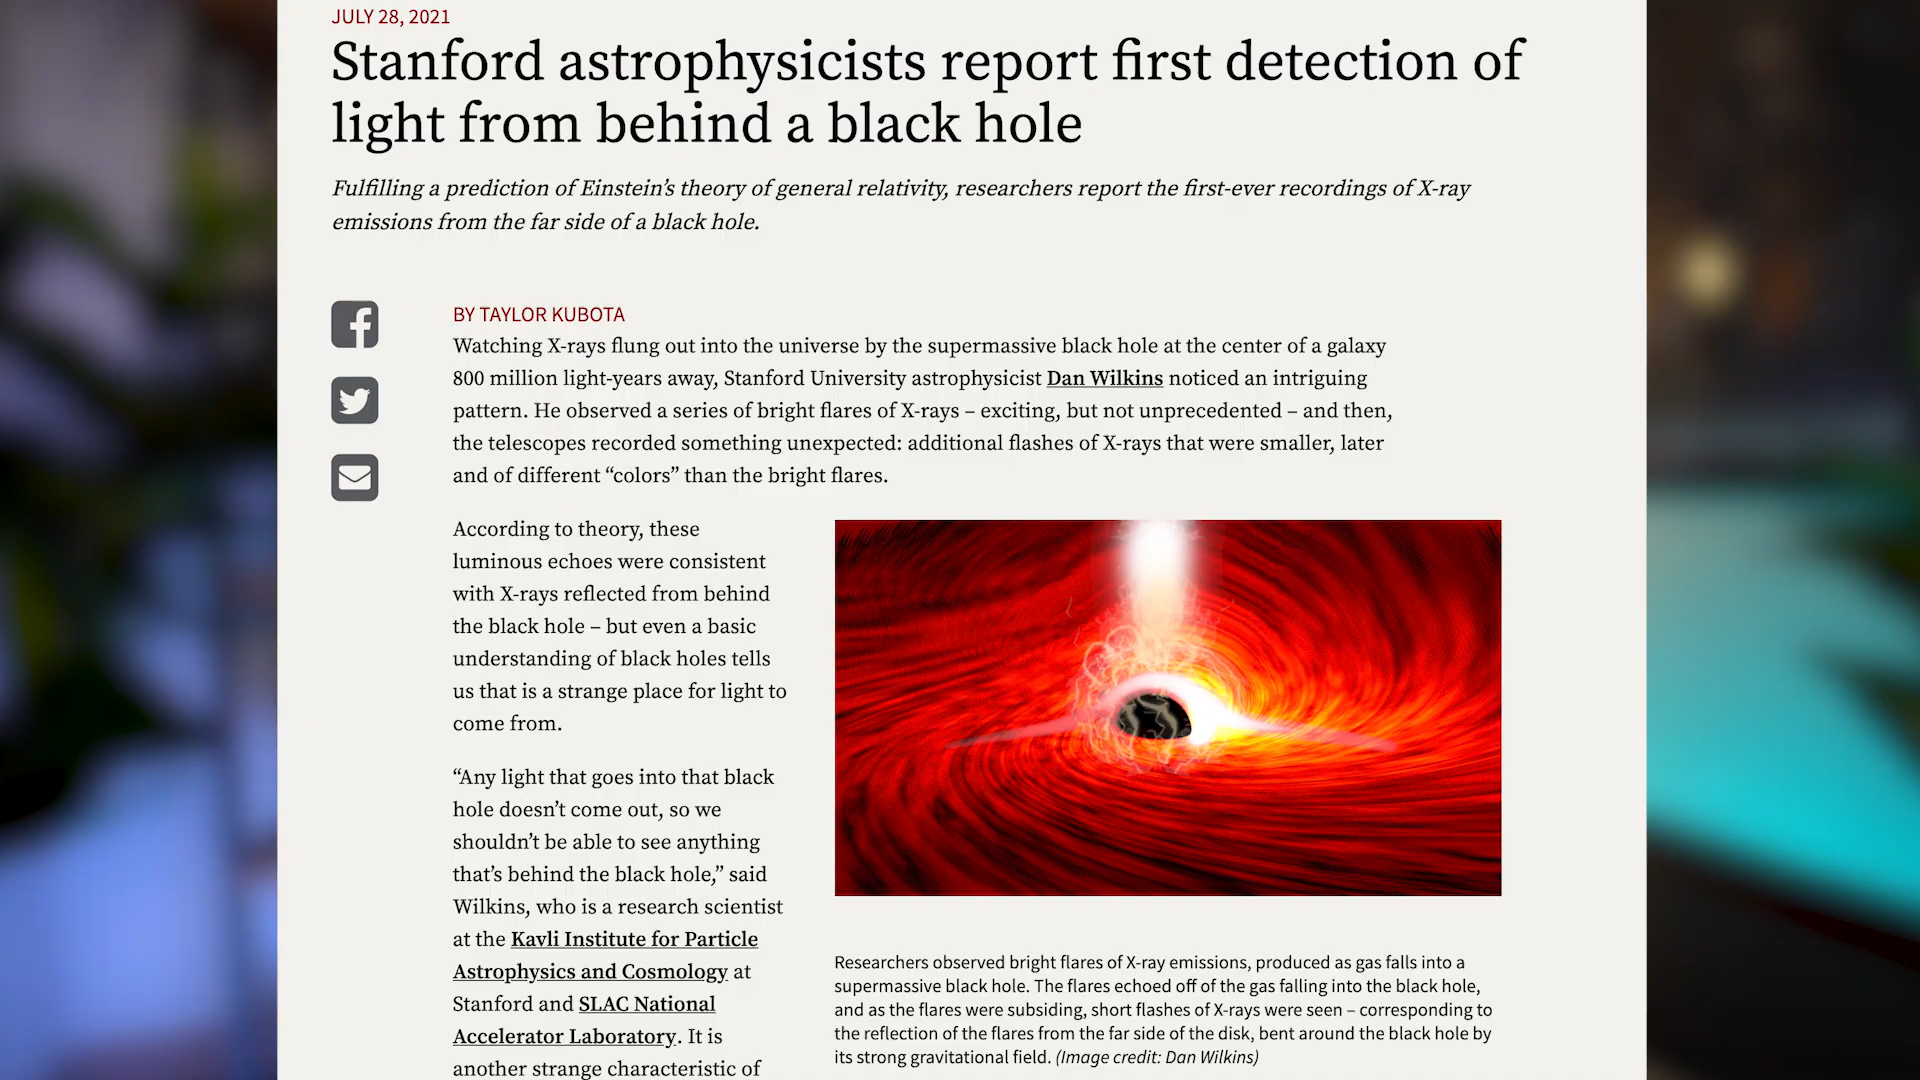 JULY 28, 2021
Stanford astrophysicists report first detection of
light from behind a black hole
Fulfilling a prediction of Einstein’s theory of general relativity, researchers report the first-ever recordings of X-ray
emissions from the far side of a black hole.
BY TAYLOR KUBOTA
Watching X-rays flung out into the universe by the supermassive black hole at the center of a galaxy
800 million light-years away, Stanford University astrophysicist Dan Wilkins noticed an intriguing
pattern. He observed a series of bright flares of X-rays – exciting, but not unprecedented – and then,
the telescopes recorded something unexpected: additional flashes of X-rays that were smaller, later
and of different “colors” than the bright flares.
According to theory, these
luminous echoes were consistent
with X-rays reflected from behind
the black hole – but even a basic
understanding of black holes tells
us that is a strange place for light to
come from.
“Any light that goes into that black
hole doesn’t come out, so we
shouldn’t be able to see anything
that’s behind the black hole,” said
Wilkins, who is a research scientist
at the Kavli Institute for Particle
Astrophysics and Cosmology at
Stanford and SLAC National
Accelerator Laboratory. It is
another strange characteristic of
Researchers observed bright flares of X-ray emissions, produced as gas falls into a
supermassive black hole. The flares echoed off of the gas falling into the black hole,
and as the flares were subsiding, short flashes of X-rays were seen – corresponding to
the reflection of the flares from the far side of the disk, bent around the black hole by
its strong gravitational field. (Image credit: Dan Wilkins)